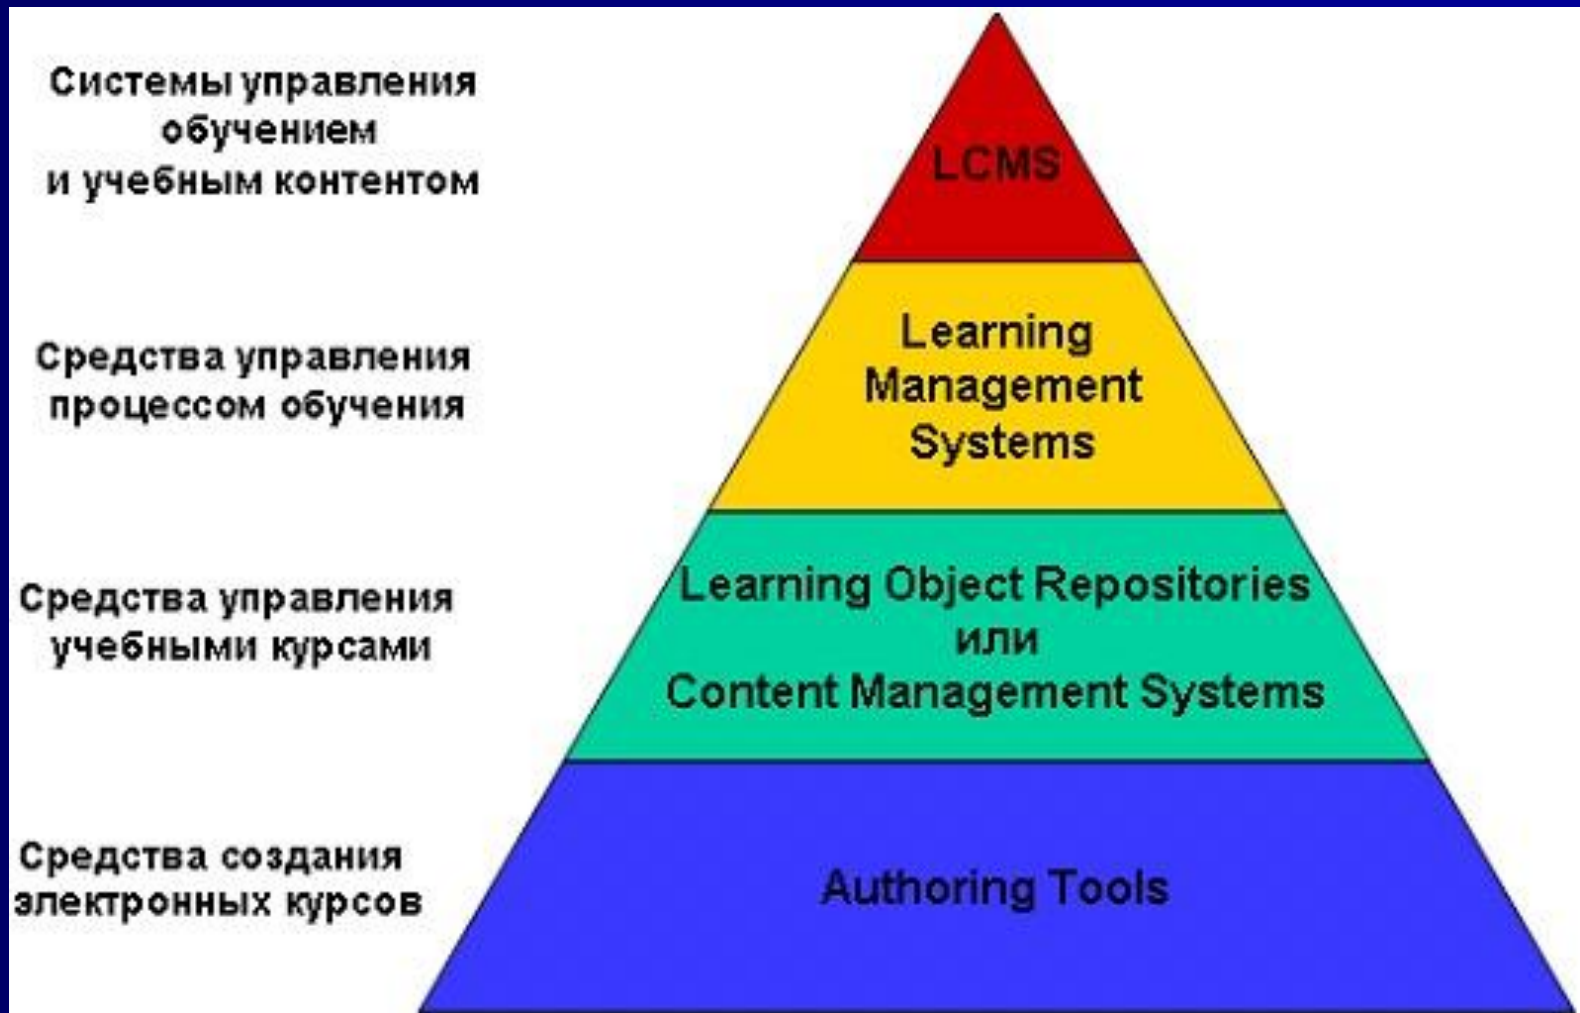 Системы управления
обучением
и учебным контентом
LCMS
Средства управления
процессом обучения
Learning
Management
Systems
Средства управления
учебными курсами
Learning Object Repositories
или
Content Management Systems
Средства создания
электронных курсов
Authoring Tools